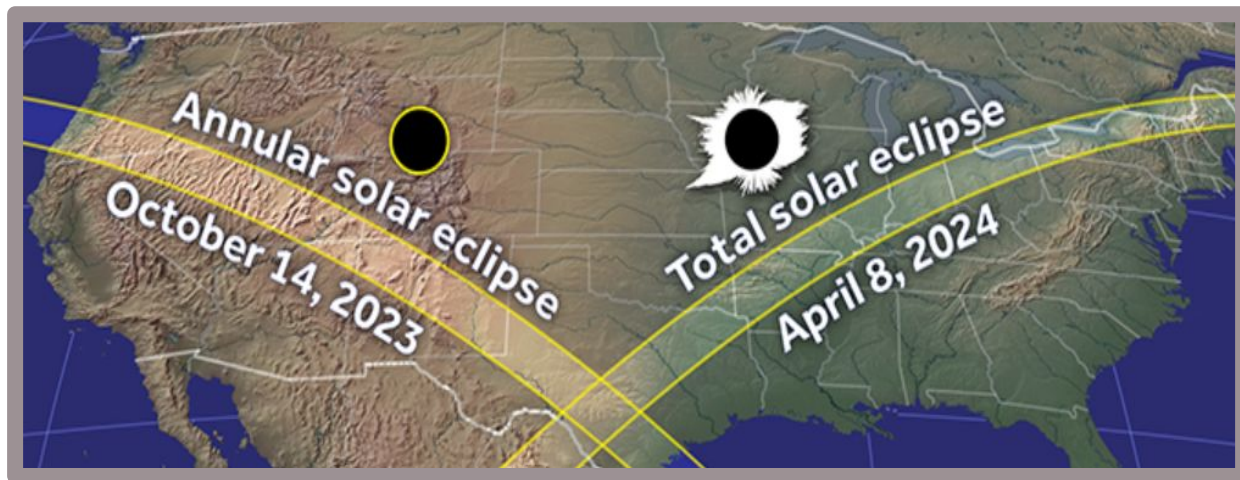 Annular solar eclipse
October 14, 2023
Total solar eclipse
April 8, 2024